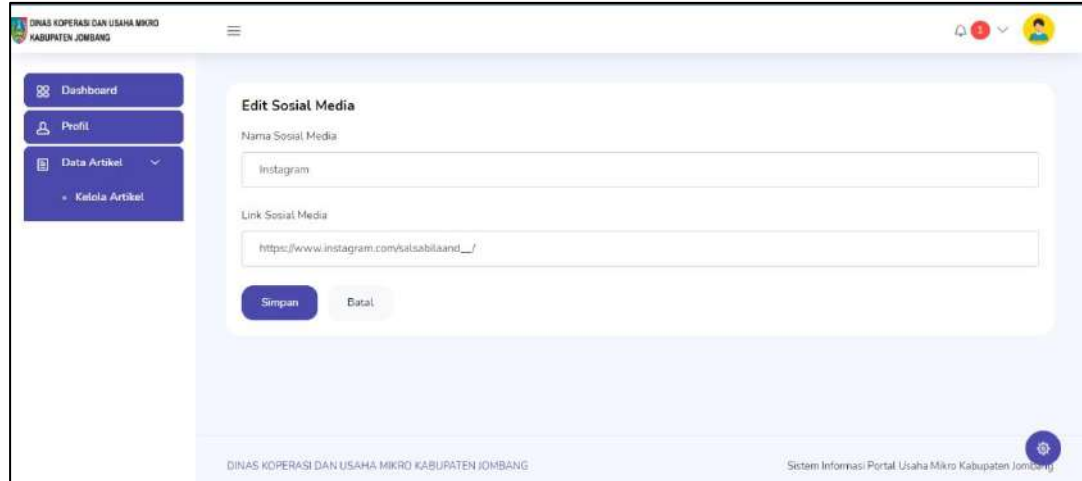 DINAS KOPERASI DAN USAHA MIKRO
KABUPATEN JOMBANG
1
Dashboard
Profil
Data Artikel
Kelola Artikel
Edit Sosial Media
Nama Sosial Media
Instagram
Link Sosial Media
https://www.instagram.com/salsabilaand__/
Simpan
Batal
DINAS KOPERASI DAN USAHA MIKRO KABUPATEN JOMBANG
Sistem Informasi Portal Usaha Mikro Kabupaten Jombang